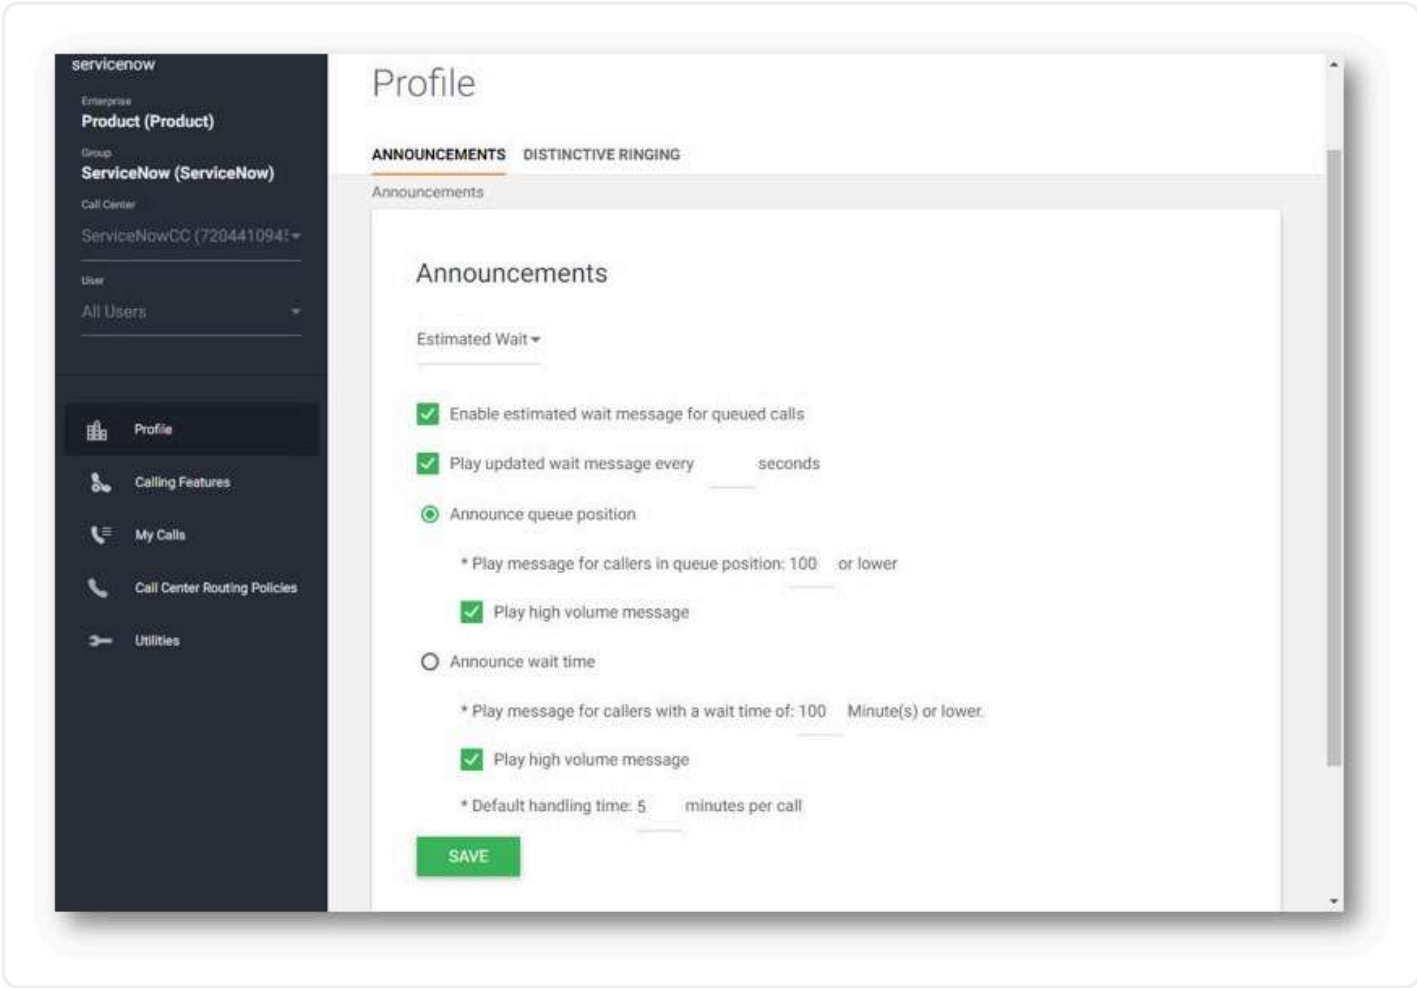 servicenow
Enterprise
Product (Product)
Group
ServiceNow (ServiceNow)
Call Center
ServiceNowCC (7204410945
User
All Users
Profile
Calling Features
My Calls
Call Center Routing Policies
Utilities
Profile
ANNOUNCEMENTS DISTINCTIVE RINGING
Announcements
Announcements
Estimated Wait
Enable estimated wait message for queued calls
Play updated wait message every seconds
Announce queue position
* Play message for callers in queue position: 100 or lower
Play high volume message
Announce wait time
* Play message for callers with a wait time of: 100 Minute(s) or lower.
Play high volume message
* Default handling time: 5 minutes per call
SAVE